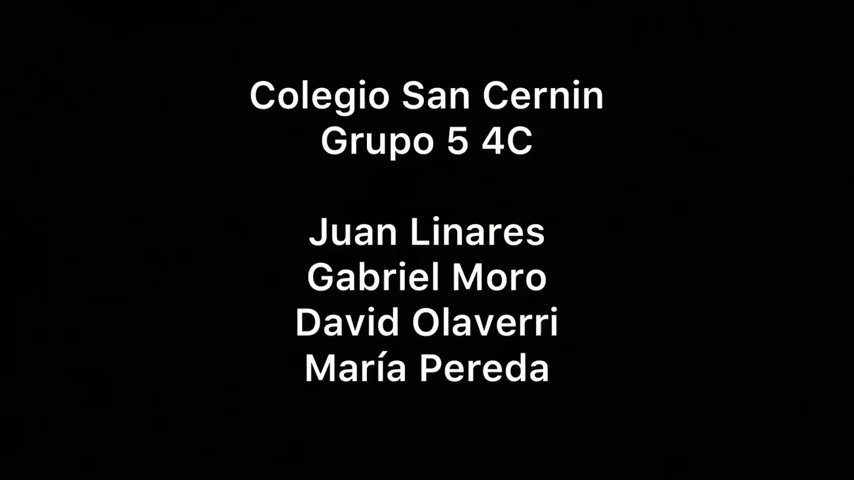 Colegio San Cernin
Grupo 5 4C
Juan Linares
Gabriel Moro
David Olaverri
María Pereda